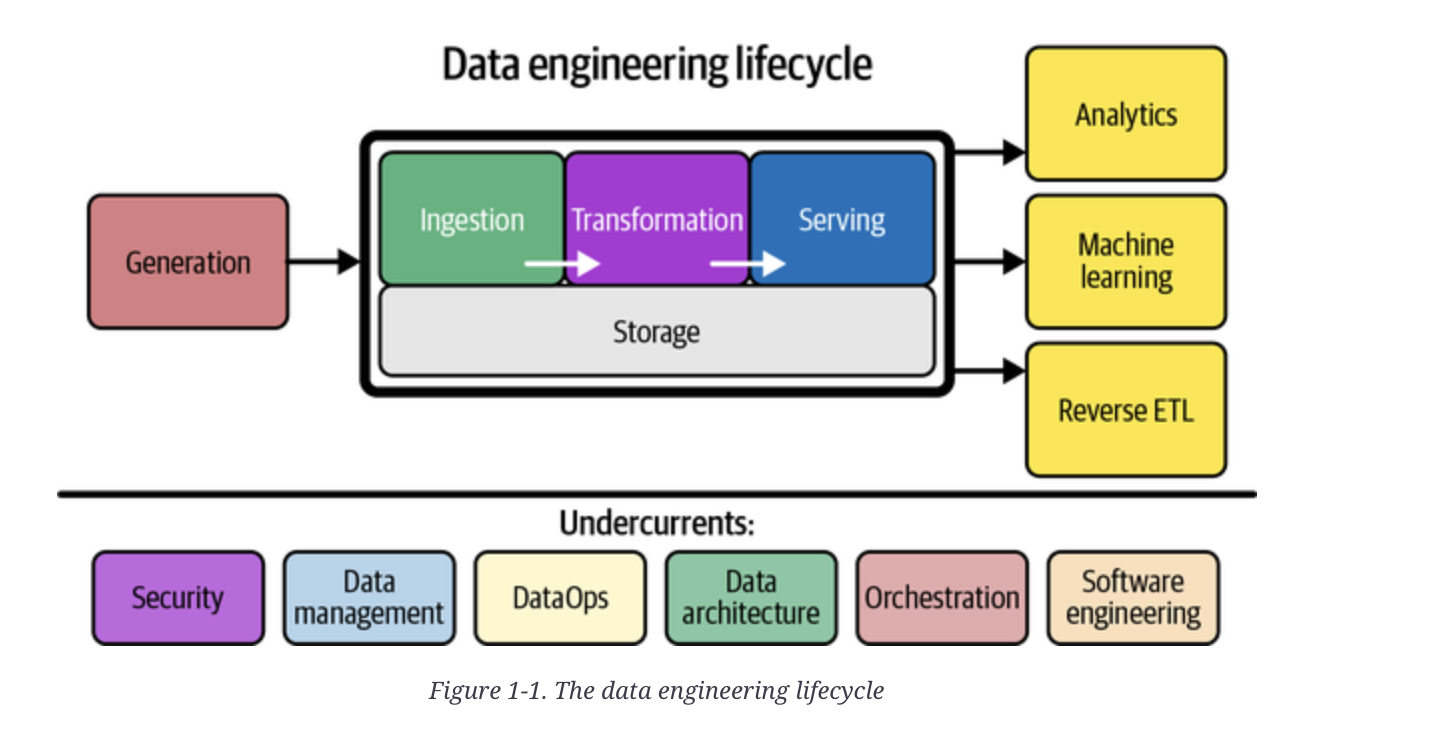 Data engineering lifecycle
Generation
Ingestion
Transformation
Serving
Storage
Analytics
Machine
learning
Reverse ETL
Undercurrents:
Security
Data
management
DataOps
Data
architecture
Orchestration
Software
engineering
Figure 1-1. The data engineering lifecycle